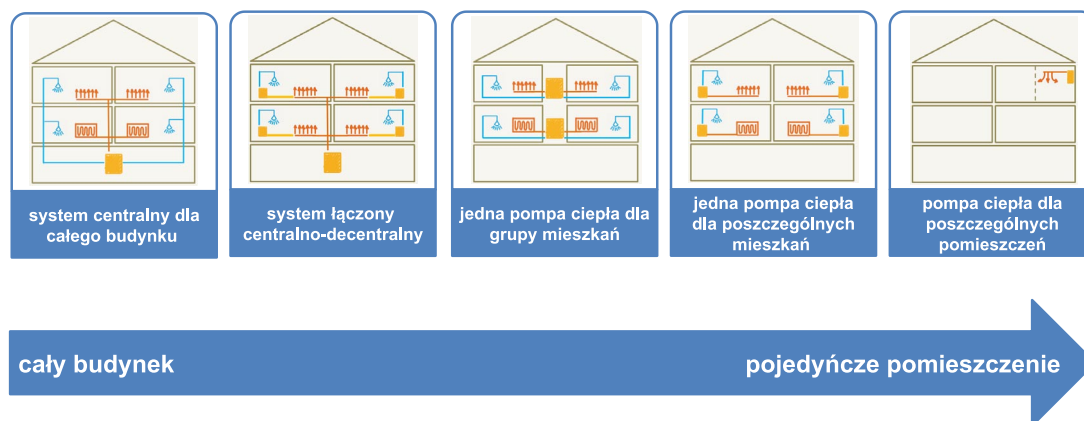 system centralny dla
całego budynku
system łączony
centralno-decentralny
jedna pompa ciepła dla
grupy mieszkań
jedna pompa ciepła
dla poszczególnych
mieszkań
pompa ciepła dla
poszczególnych
pomieszczeń
cały budynek
pojedyńcze pomieszczenie